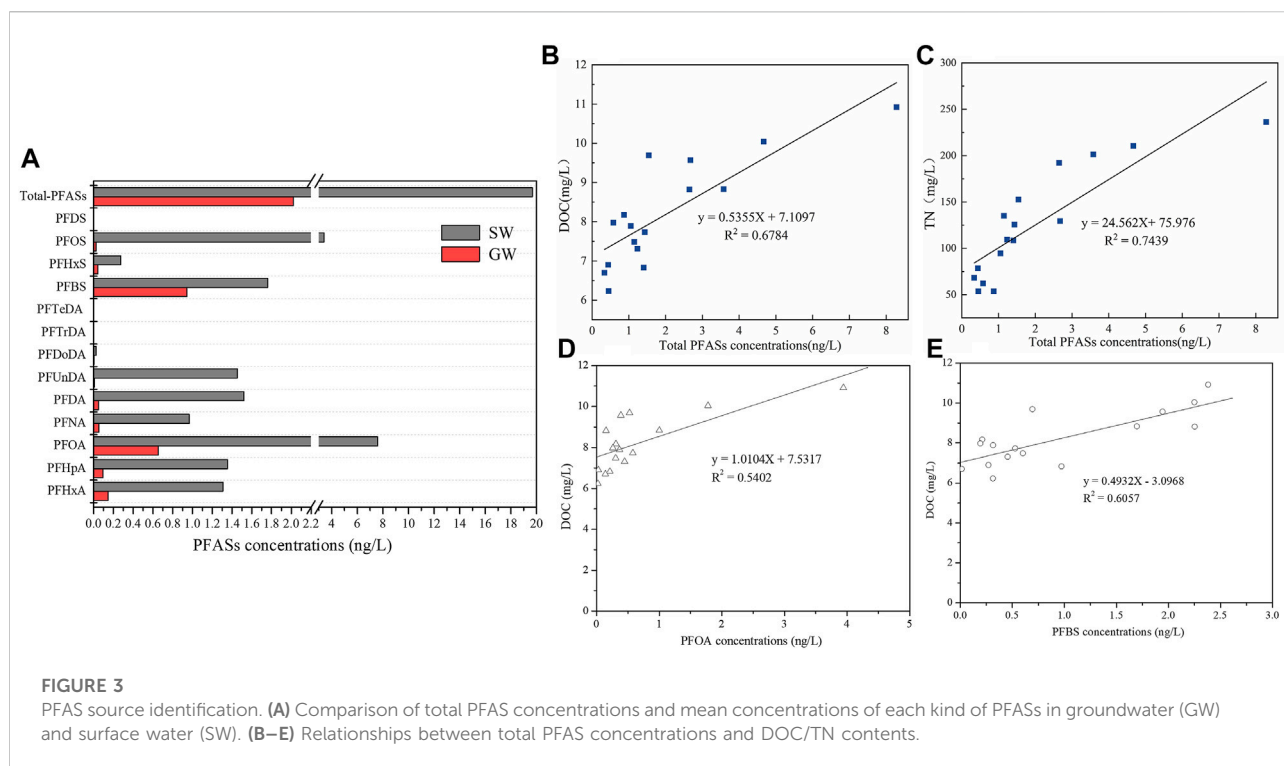 A
Total-PFASs
PFDS
PFOS
PFHxS
PFBS
PFTeDA
PFTrDA
PFDoDA
PFUnDA
PFDA
PFNA
PFOA
PFHpA
PFHxA
SW
GW
0.0 0.2 0.4 0.6 0.8 1.0 1.2 1.4 1.6 1.8 2.0 2.2 4 6 8 10 12 14 16 18 20
PFASs concentrations (ng/L)
B
DOC(mg/L)
12
11
10
9
8
7
6
y = 0.5355X + 7.1097
R² = 0.6784
0 1 2 3 4 5 6 7 8
Total PFASs concentrations(ng/L)
C
TN （mg/L）
300
250
200
150
100
50
y = 24.562X+ 75.976
R² = 0.7439
0 1 2 3 4 5 6 7 8
Total PFASs concentrations(ng/L)
D
DOC (mg/L)
12
10
8
6
4
2
0
y = 1.0104X + 7.5317
R² = 0.5402
0 1 2 3 4 5
PFOA concentrations (ng/L)
E
DOC (mg/L)
12
10
8
6
4
2
0
y = 0.4932X - 3.0968
R² = 0.6057
0.0 0.5 1.0 1.5 2.0 2.5 3.0
PFBS concentrations (ng/L)
FIGURE 3
PFAS source identification. (A) Comparison of total PFAS concentrations and mean concentrations of each kind of PFASs in groundwater (GW)
and surface water (SW). (B–E) Relationships between total PFAS concentrations and DOC/TN contents.